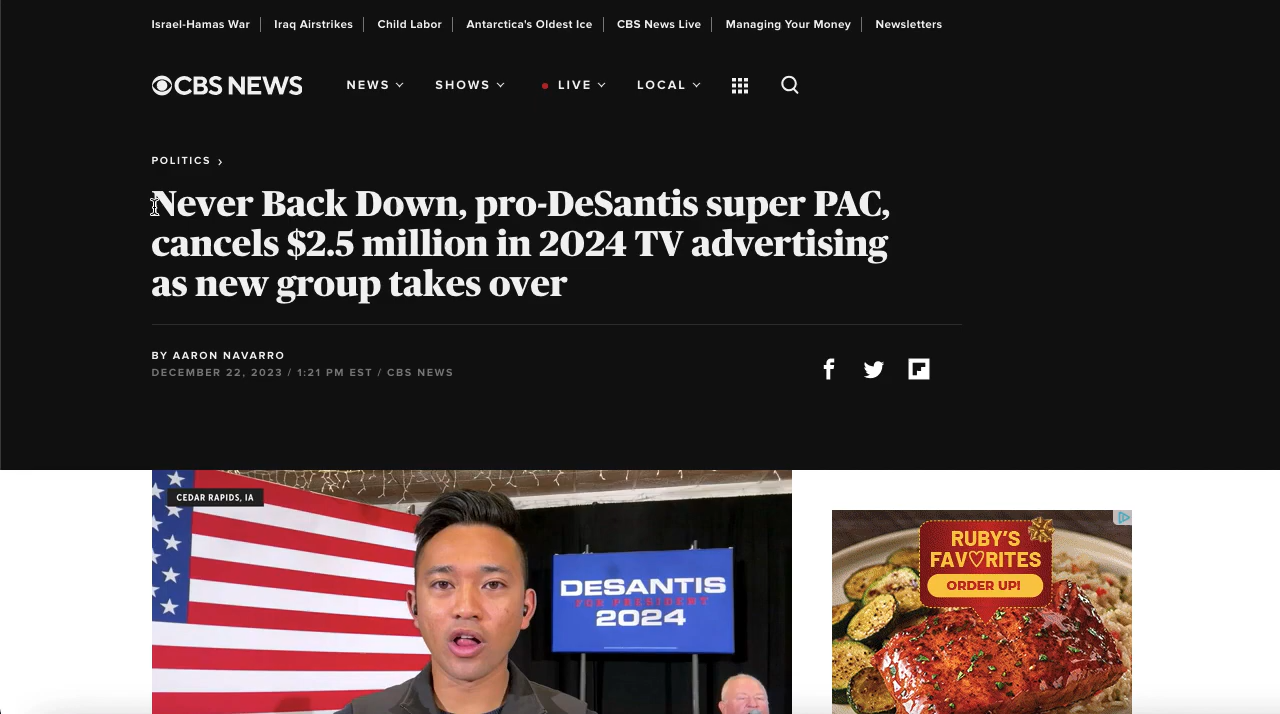 Israel-Hamas War
Iraq Airstrikes
Child Labor
Antarctica's Oldest Ice
CBS News Live
Managing Your Money
Newsletters
CBS NEWS
NEWS
SHOWS
LIVE
LOCAL
POLITICS
Never Back Down, pro-DeSantis super PAC,
cancels $2.5 million in 2024 TV advertising
as new group takes over
BY AARON NAVARRO
DECEMBER 22, 2023 / 1:21 PM EST / CBS NEWS
CEDAR RAPIDS, IA
DESANTIS
FOR PRESIDENT
2024
RUBY'S
FAV♡RITES
ORDER UP!